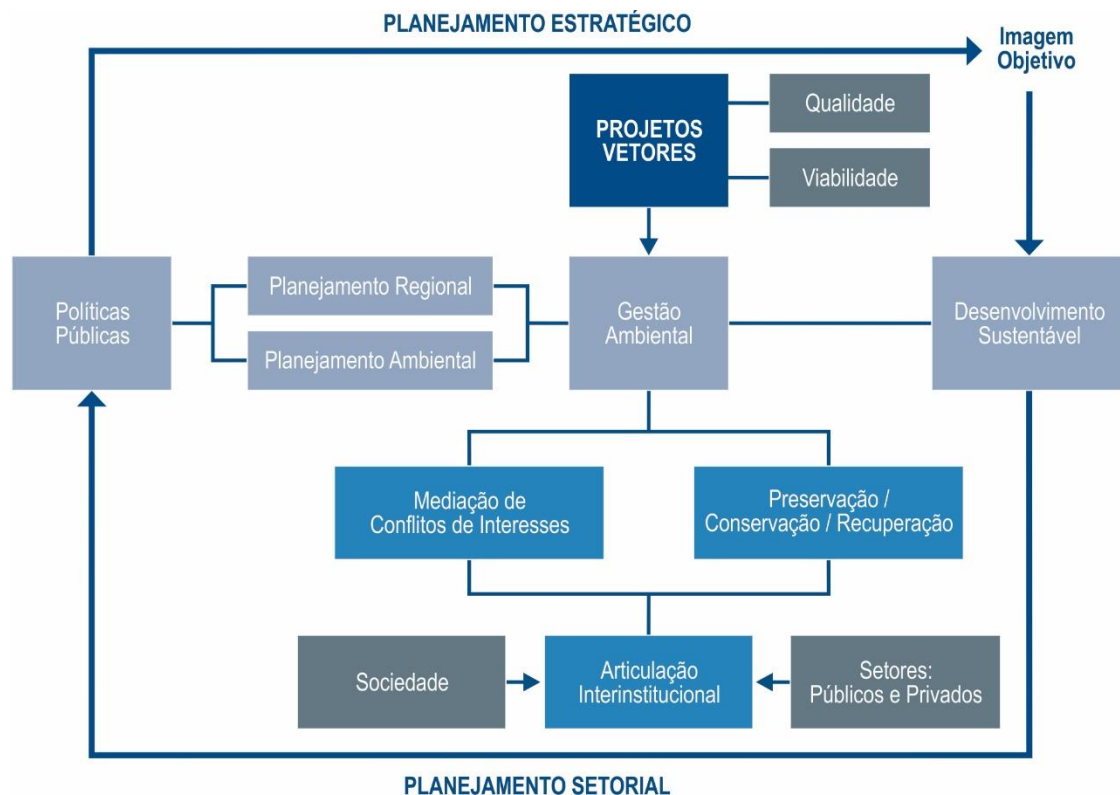 PLANEJAMENTO ESTRATÉGICO
Imagem
Objetivo
PROJETOS
VETORES
Qualidade
Viabilidade
Políticas
Públicas
Planejamento Regional
Planejamento Ambiental
Gestão
Ambiental
Desenvolvimento
Sustentável
Mediação de
Conflitos de Interesses
Preservação /
Conservação / Recuperação
Sociedade
Articulação
Interinstitucional
Setores:
Públicos e Privados
PLANEJAMENTO SETORIAL